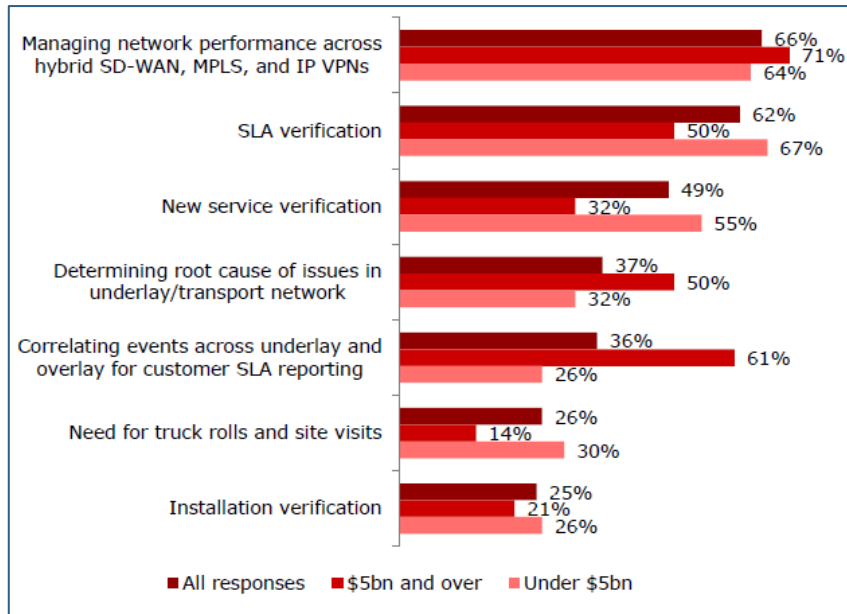 Managing network performance across
hybrid SD-WAN, MPLS, and IP VPNs
66%
71%
64%
SLA verification
62%
50%
67%
New service verification
49%
32%
55%
Determining root cause of issues in
underlay/transport network
37%
50%
32%
Correlating events across underlay and
overlay for customer SLA reporting
36%
61%
26%
Need for truck rolls and site visits
26%
14%
30%
Installation verification
25%
21%
26%
All responses $5bn and over Under $5bn